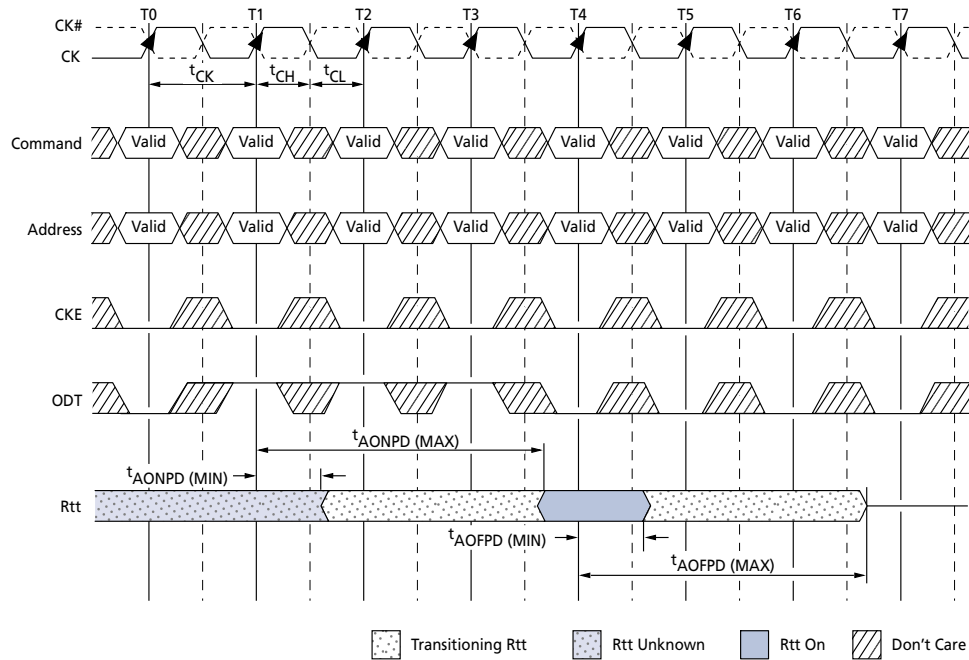 T0 T1 T2 T3 T4 T5 T6 T7
CK#
CK
tCK tCH tCL
Command Valid Valid Valid Valid Valid Valid Valid Valid
Address Valid Valid Valid Valid Valid Valid Valid Valid
CKE
ODT
tAONPD (MAX)
tAONPD (MIN)
Rtt
tAOFPD (MIN)
tAOFPD (MAX)
Transitioning Rtt Rtt Unknown Rtt On Don't Care